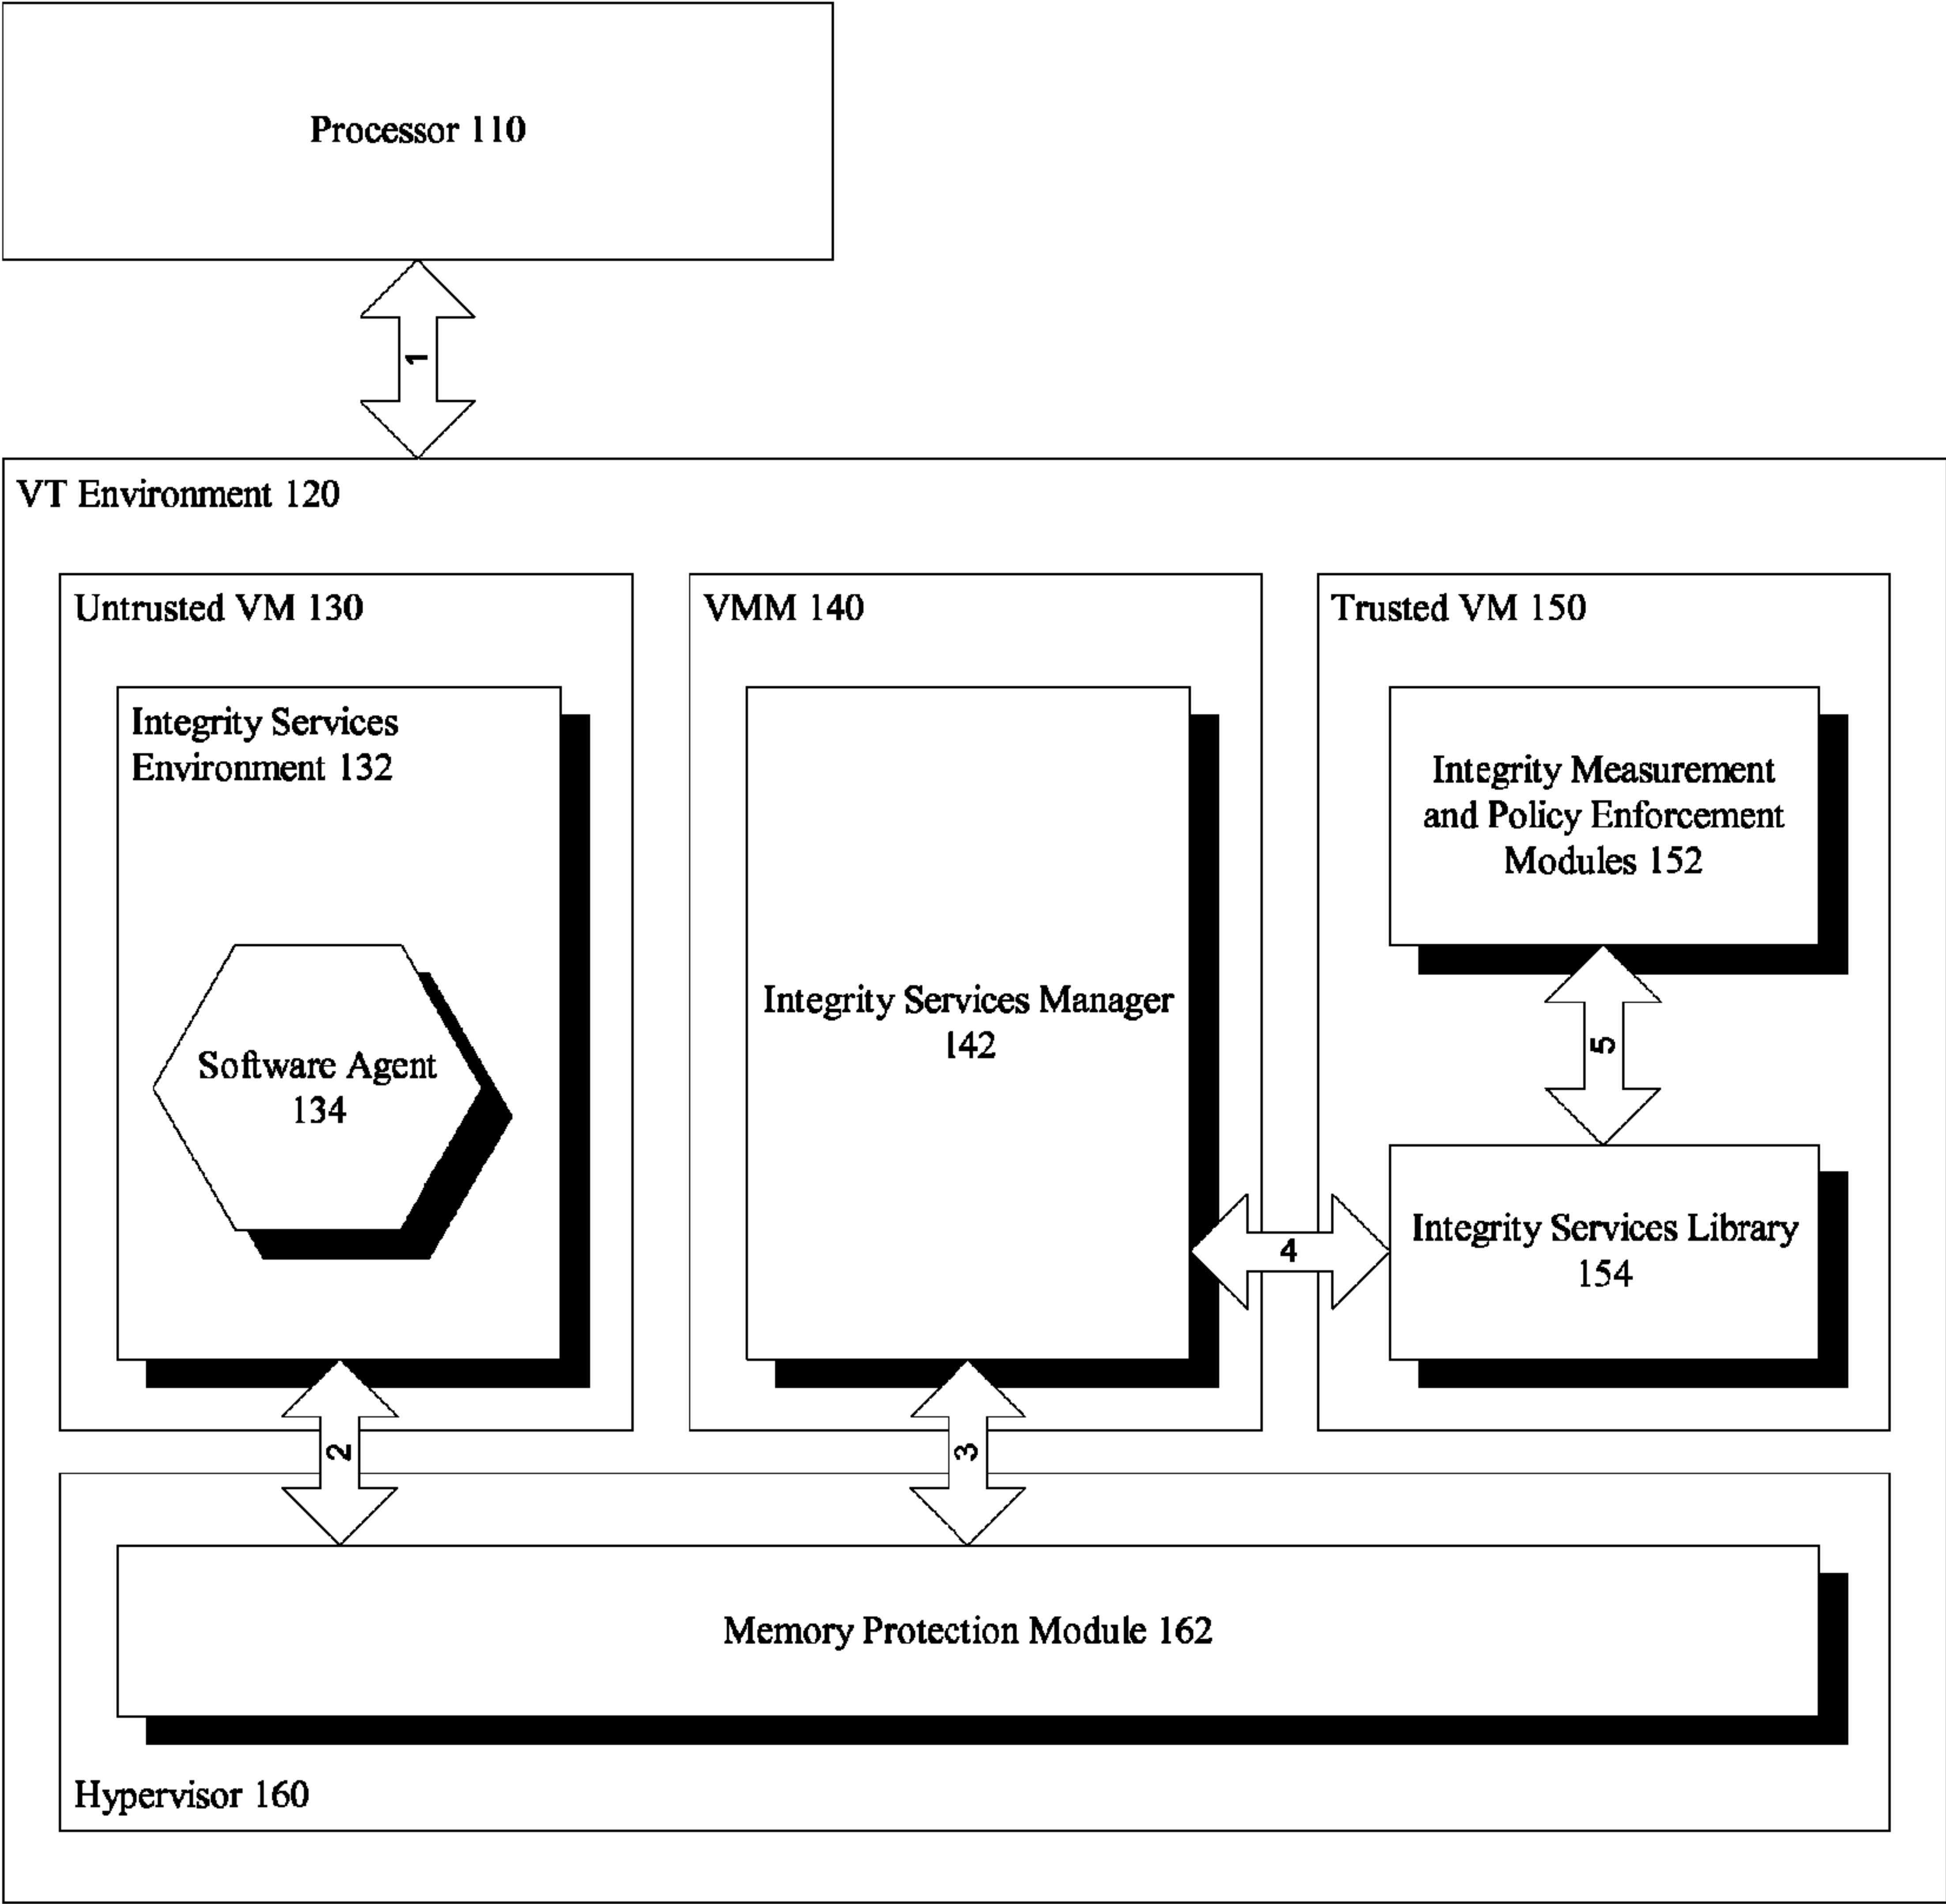 Processor 110
1
VT Environment 120
Untrusted VM 130
Integrity Services
Environment 132
Software Agent
134
VMM 140
Integrity Services Manager
142
Trusted VM 150
Integrity Measurement
and Policy Enforcement
Modules 152
5
Integrity Services Library
154
4
2
3
Memory Protection Module 162
Hypervisor 160